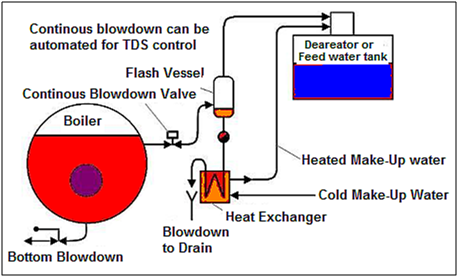 Continous blowdown can be
automated for TDS control
Flash Vessel
Continous Blowdown Valve
Boiler
Deareator or
Feed water tank
Heated Make-Up water
Cold Make-Up Water
Heat Exchanger
Blowdown
to Drain
Bottom Blowdown